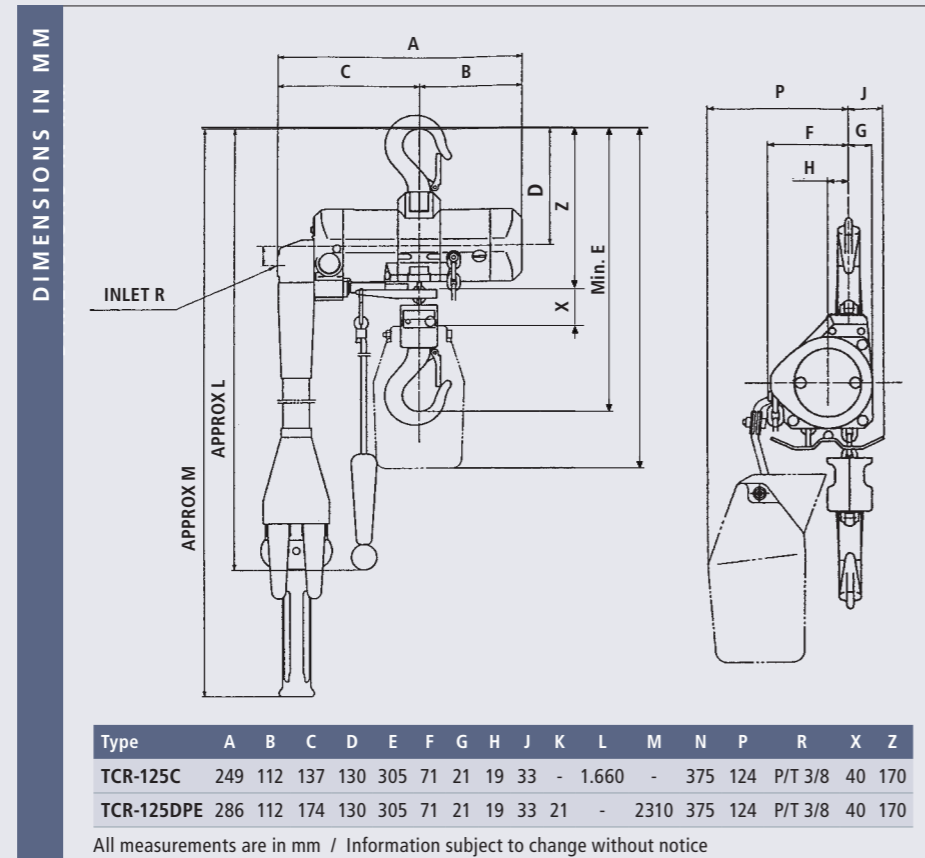 DIMENSIONS IN MM
A
C B
P J
F G
H
D
Z
Min. E
X
INLET R
APPROX L
APPROX M
Type A B C D E F G H J K L M N P R X Z
TCR-125C 249 112 137 130 305 71 21 19 33 - 1.660 - 375 124 P/T 3/8 40 170
TCR-125DPE 286 112 174 130 305 71 21 19 33 21 - 2310 375 124 P/T 3/8 40 170
All measurements are in mm / Information subject to change without notice